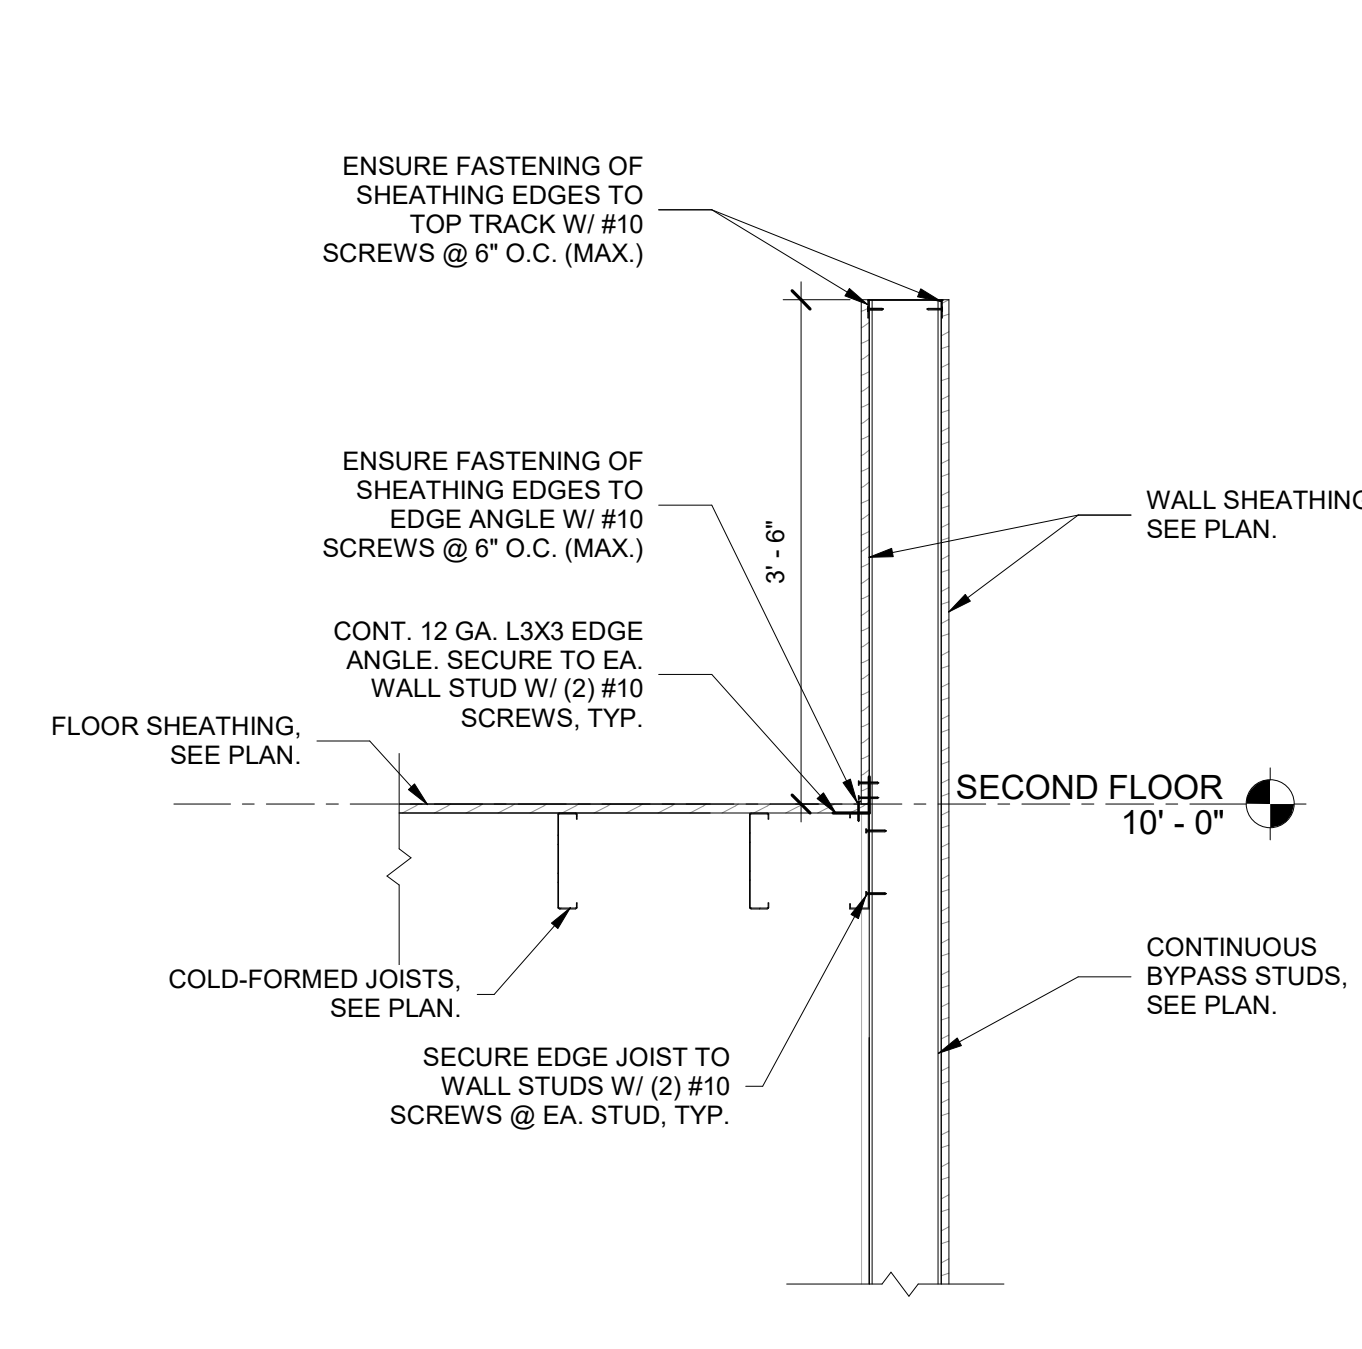 ENSURE FASTENING OF
SHEATHING EDGES TO
TOP TRACK W/ #10
SCREWS @ 6" O.C. (MAX.)
ENSURE FASTENING OF
SHEATHING EDGES TO
EDGE ANGLE W/ #10
SCREWS @ 6" O.C. (MAX.)
3' - 6"
WALL SHEATHING
SEE PLAN.
CONT. 12 GA. L3X3 EDGE
ANGLE. SECURE TO EA.
WALL STUD W/ (2) #10
SCREWS, TYP.
FLOOR SHEATHING,
SEE PLAN.
SECOND FLOOR
10' - 0"
COLD-FORMED JOISTS,
SEE PLAN.
CONTINUOUS
BYPASS STUDS,
SEE PLAN.
SECURE EDGE JOIST TO
WALL STUDS W/ (2) #10
SCREWS @ EA. STUD, TYP.